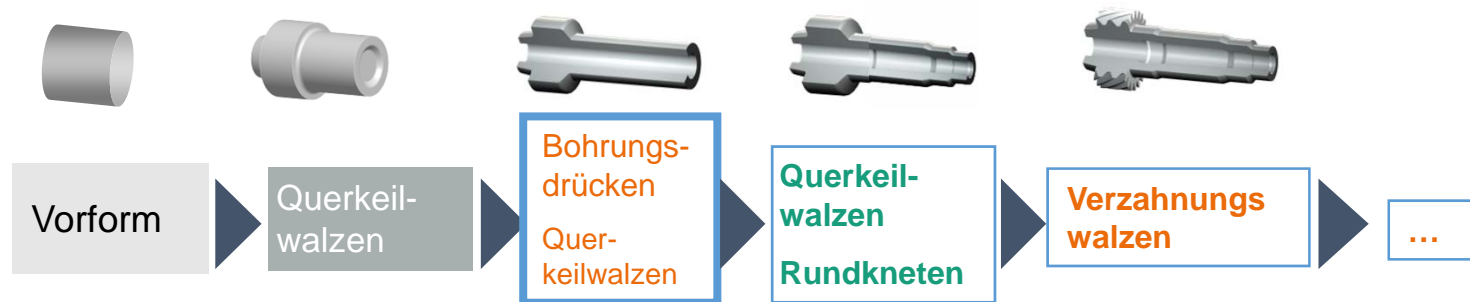 Vorform
Querkeil-
walzen
Bohrungs-
drücken
Quer-
keilwalzen
Querkeil-
walzen
Rundkneten
Verzahnungs
walzen
...